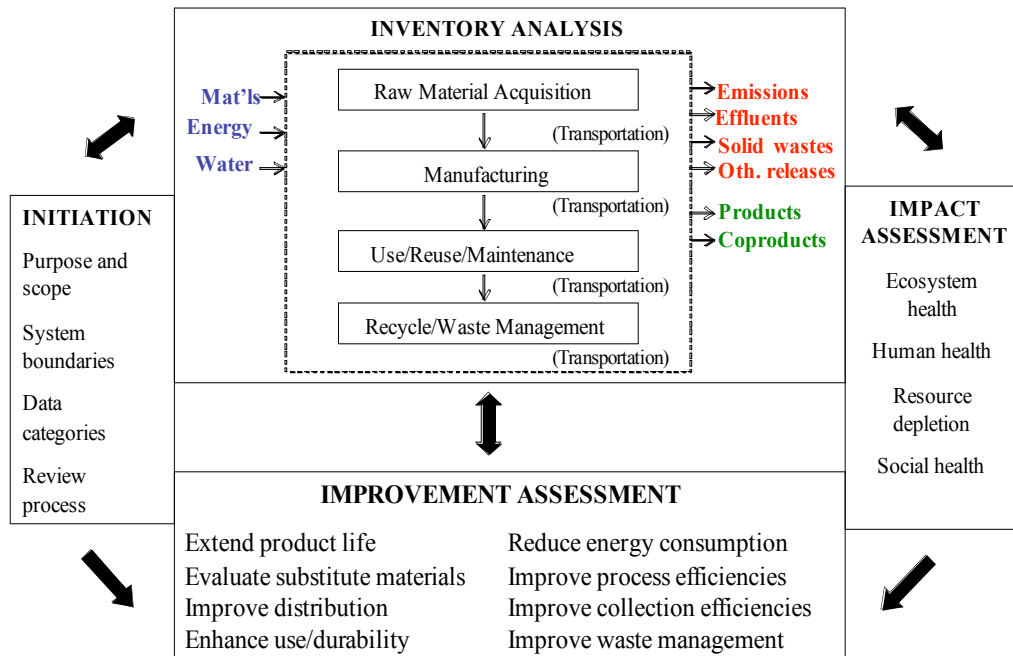 INVENTORY ANALYSIS
Mat'ls
Energy
Water
Raw Material Acquisition
(Transportation)
Manufacturing
(Transportation)
Use/Reuse/Maintenance
(Transportation)
Recycle/Waste Management
(Transportation)
Emissions
Effluents
Solid wastes
Oth. releases
Products
Coproducts
INITIATION
Purpose and
scope
System
boundaries
Data
categories
Review
process
IMPACT
ASSESSMENT
Ecosystem
health
Human health
Resource
depletion
Social health
IMPROVEMENT ASSESSMENT
Extend product life
Evaluate substitute materials
Improve distribution
Enhance use/durability
Reduce energy consumption
Improve process efficiencies
Improve collection efficiencies
Improve waste management